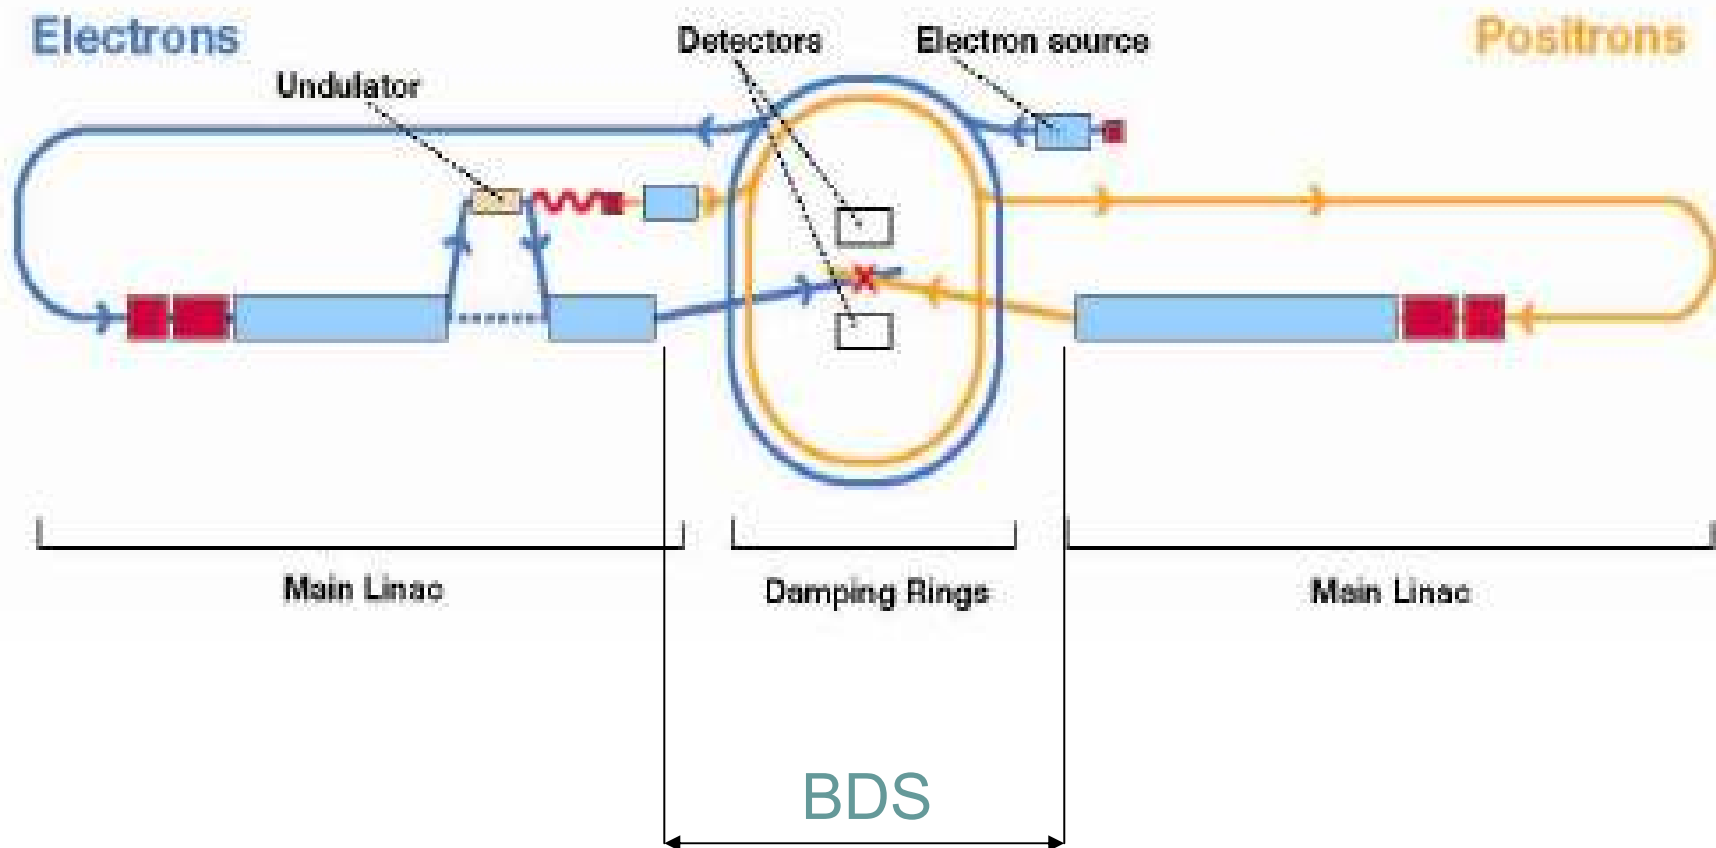 Electrons
Detectors
Electron source
Positrons
Undulator
Main Linac
Damping Rings
Main Linac
BDS